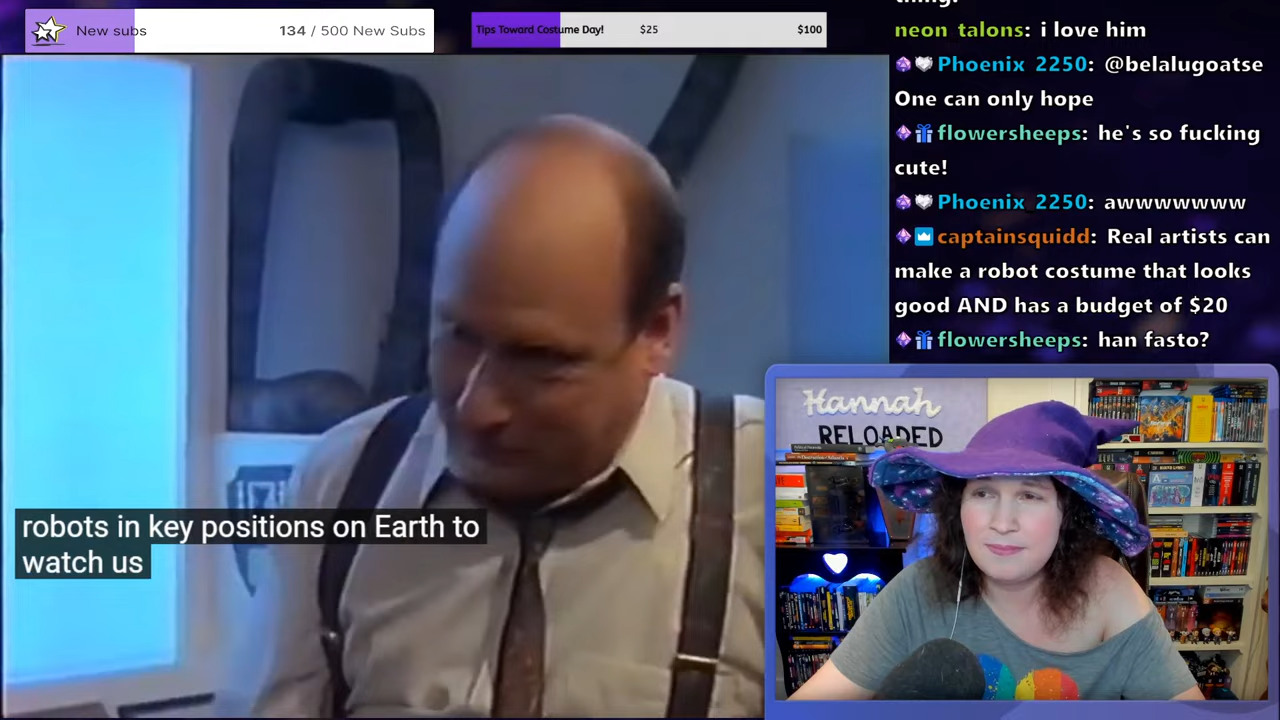 New subs
134 / 500 New Subs
Tips Toward Costume Day!
$25
$100
thing!
neon talons: i love him
Phoenix 2250: @belalugoatse
One can only hope
flowersheeps: he's so fucking
cute!
Phoenix 2250: awwwwwww
captainsquidd: Real artists can
make a robot costume that looks
good AND has a budget of $20
flowersheeps: han fasto?
robots in key positions on Earth to
watch us
Hannah
RELOADED